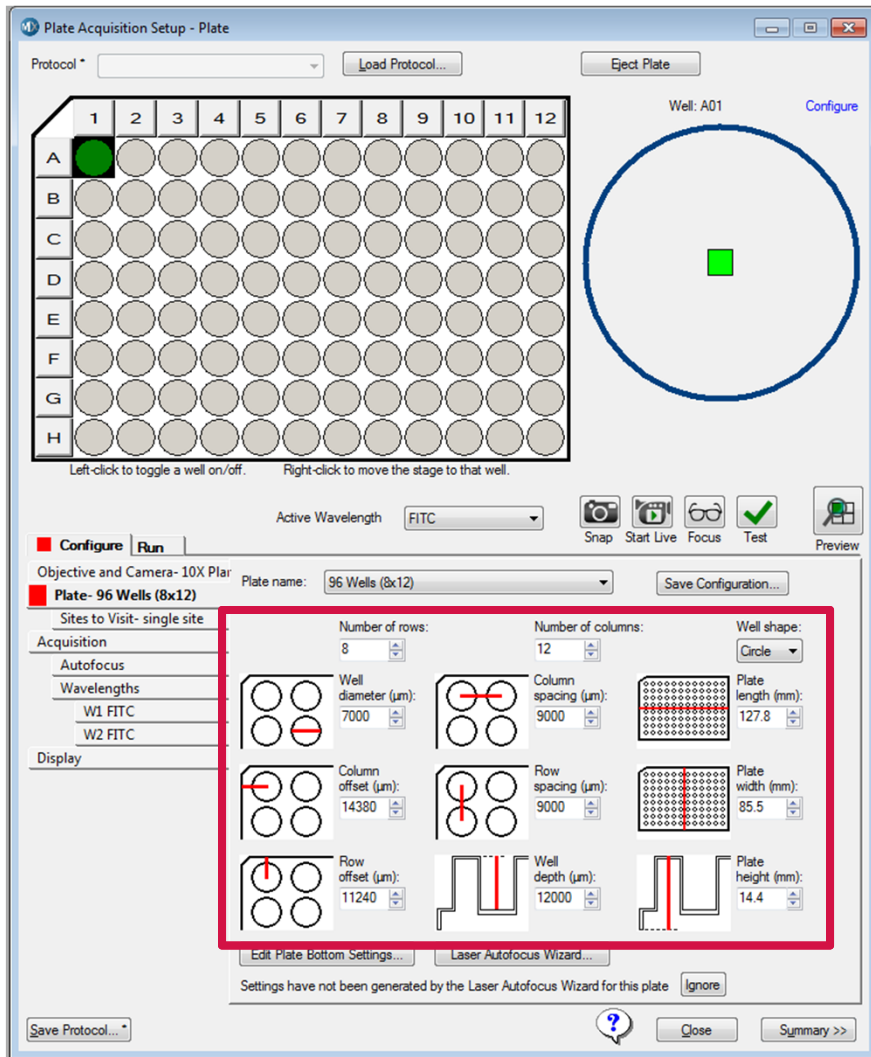 MX Plate Acquisition Setup - Plate
Protocol * Load Protocol... Eject Plate
Well: A01 Configure
1 2 3 4 5 6 7 8 9 10 11 12
A
B
C
D
E
F
G
H
Left-click to toggle a well on/off. Right-click to move the stage to that well.
Active Wavelength FITC
Snap Start Live Focus Test Preview
Configure Run
Objective and Camera- 10X Plan
Plate- 96 Wells (8x12)
Sites to Visit- single site
Acquisition
Autofocus
Wavelengths
W1 FITC
W2 FITC
Display
Plate name: 96 Wells (8x12) Save Configuration...
Number of rows: Number of columns: Well shape:
8 12 Circle
Well diameter (µm): Column spacing (µm): Plate length (mm):
7000 9000 127.8
Column offset (µm): Row spacing (µm): Plate width (mm):
14380 9000 85.5
Row offset (µm): Well depth (µm): Plate height (mm):
11240 12000 14.4
Edit Plate Bottom Settings... Laser Autofocus Wizard...
Settings have not been generated by the Laser Autofocus Wizard for this plate Ignore
Save Protocol... * ? Close Summary >>